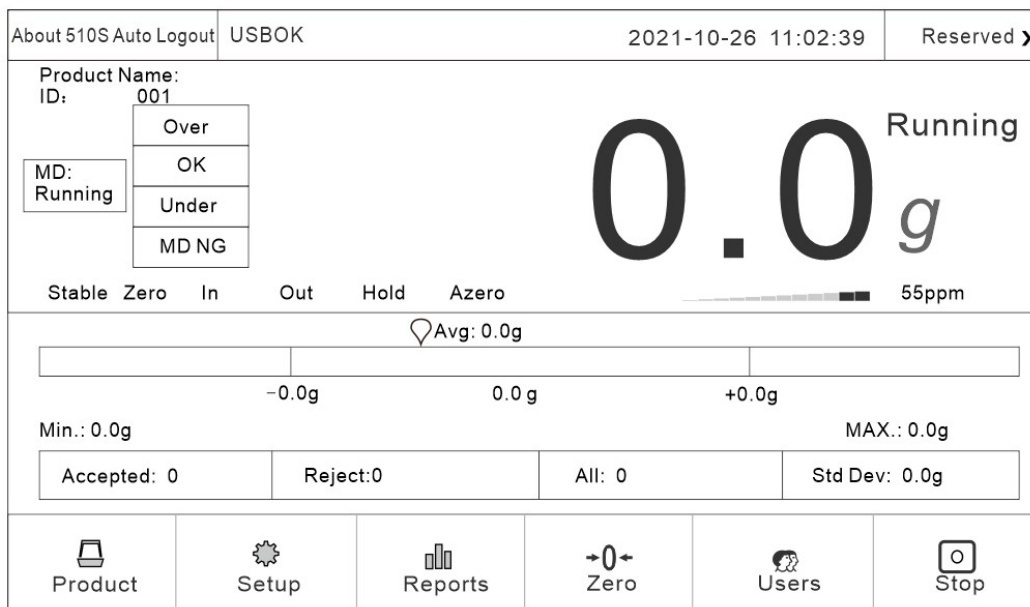 About 510S Auto Logout USBOK 2021-10-26 11:02:39 Reserved
Product Name:
ID: 001
Over
OK
Under
MD NG
MD:
Running
0.0 g
Running
Stable Zero In Out Hold Azero 55ppm
Avg: 0.0g
-0.0g 0.0 g +0.0g
Min.: 0.0g MAX.: 0.0g
Accepted: 0 Reject:0 All: 0 Std Dev: 0.0g
Product Setup Reports →0← Zero Users Stop